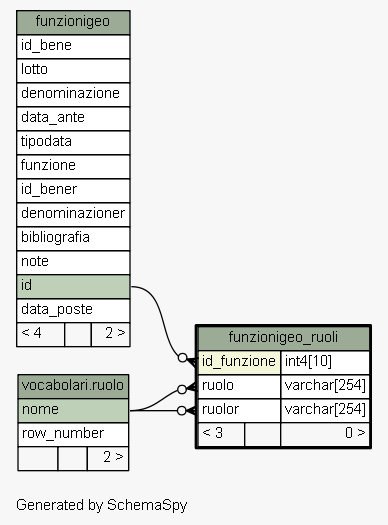 funzionigeo
id_bene
lotto
denominazione
data_ante
tipodata
funzione
id_bener
denominazioner
bibliografia
note
id
data_poste
< 4 2 >
funzionigeo_ruoli
id_funzione int4[10]
ruolo varchar[254]
ruolor varchar[254]
< 3 0 >
vocabolari.ruolo
nome
row_number
2 >
Generated by SchemaSpy